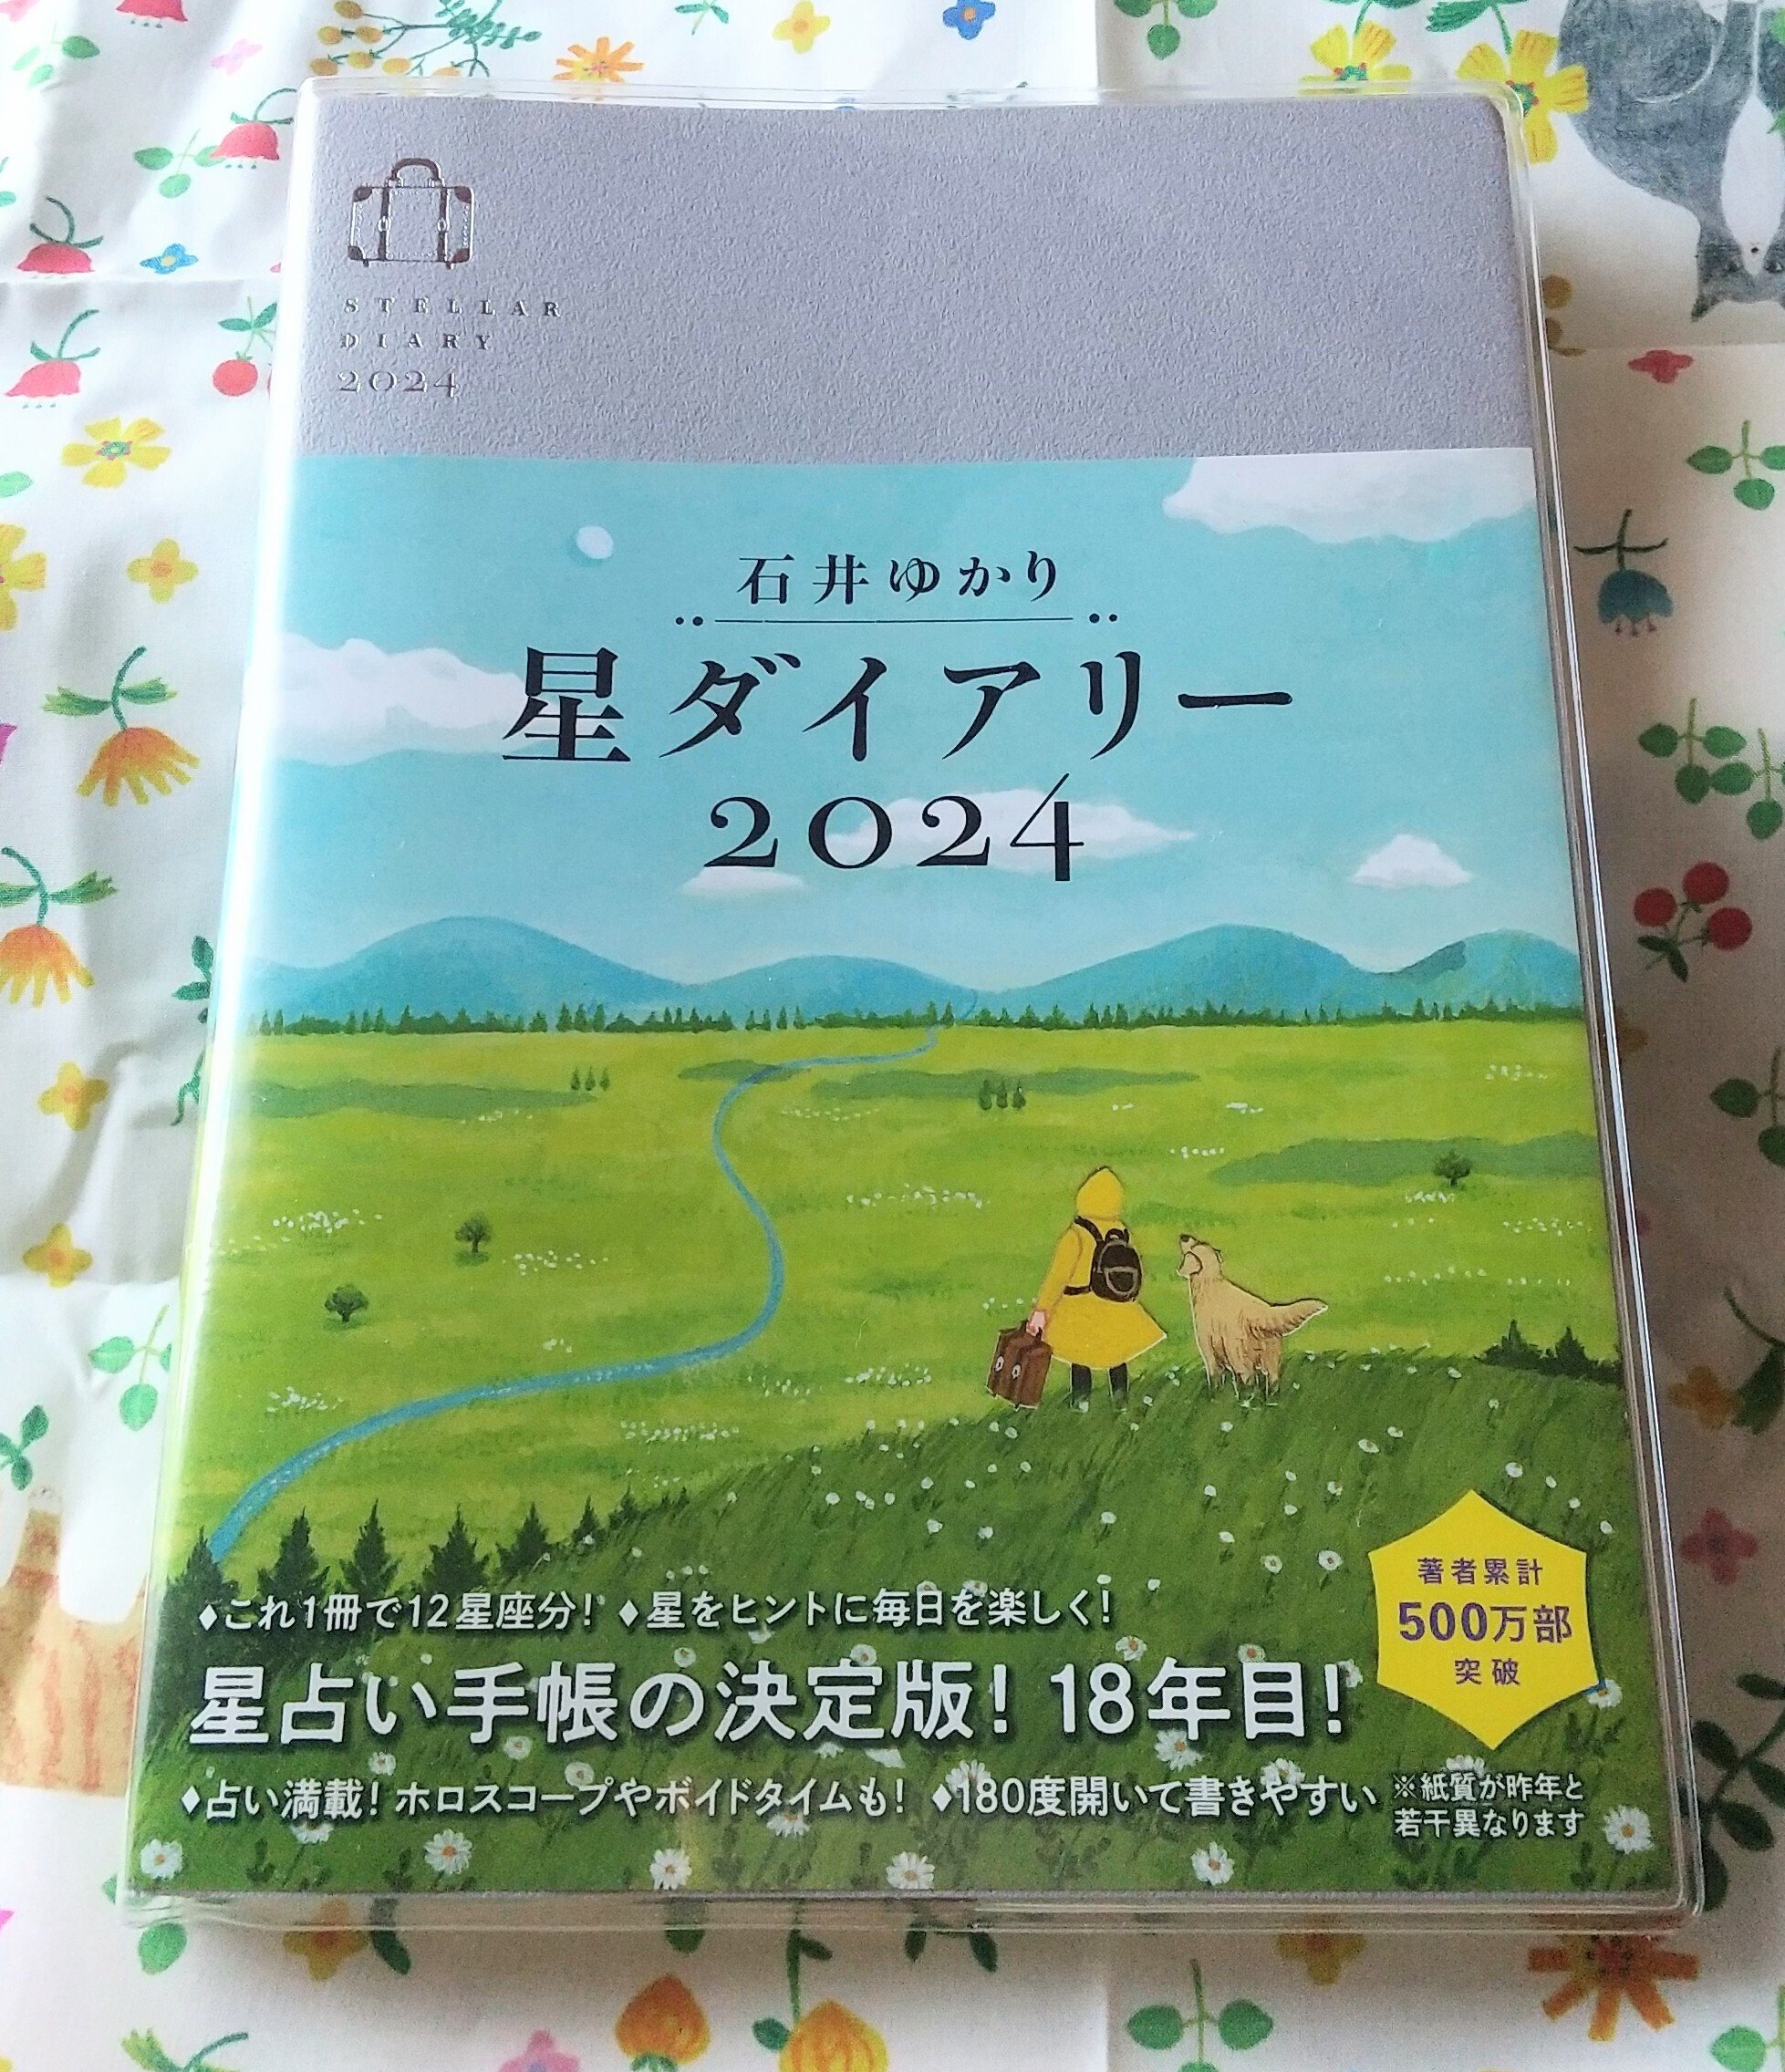 STELLAR
DIARY
2024
石井ゆかり
星ダイアリー
2024
♦これ1冊で12星座分! ♦星をヒントに毎日を楽しく!
星占い手帳の決定版! 18年目!
♦占い満載! ホロスコープやボイドタイムも! ♦180度開いて書きやすい
※紙質が昨年と
若干異なります
著者累計
500万部
突破